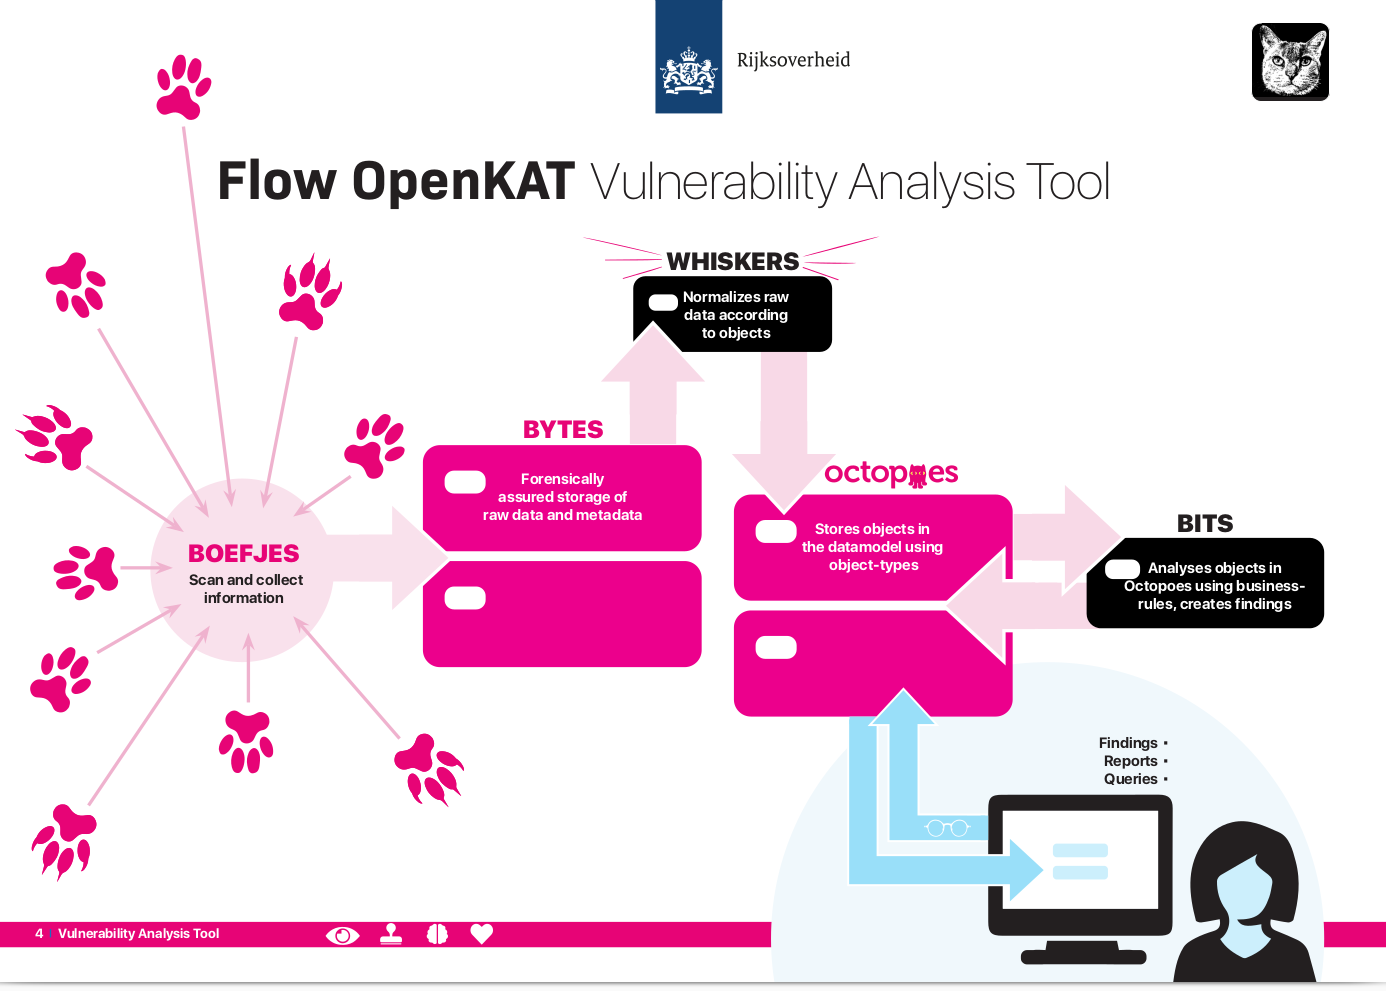 Rijksoverheid
Flow OpenKAT Vulnerability Analysis Tool
WHISKERS
Normalizes raw
data according
to objects
BYTES
Forensically
assured storage of
raw data and metadata
octopoes
Stores objects in
the datamodel using
object-types
BITS
Analyses objects in
Octopoes using business-
rules, creates findings
BOEFJES
Scan and collect
information
Findings •
Reports •
Queries •
4 | Vulnerability Analysis Tool